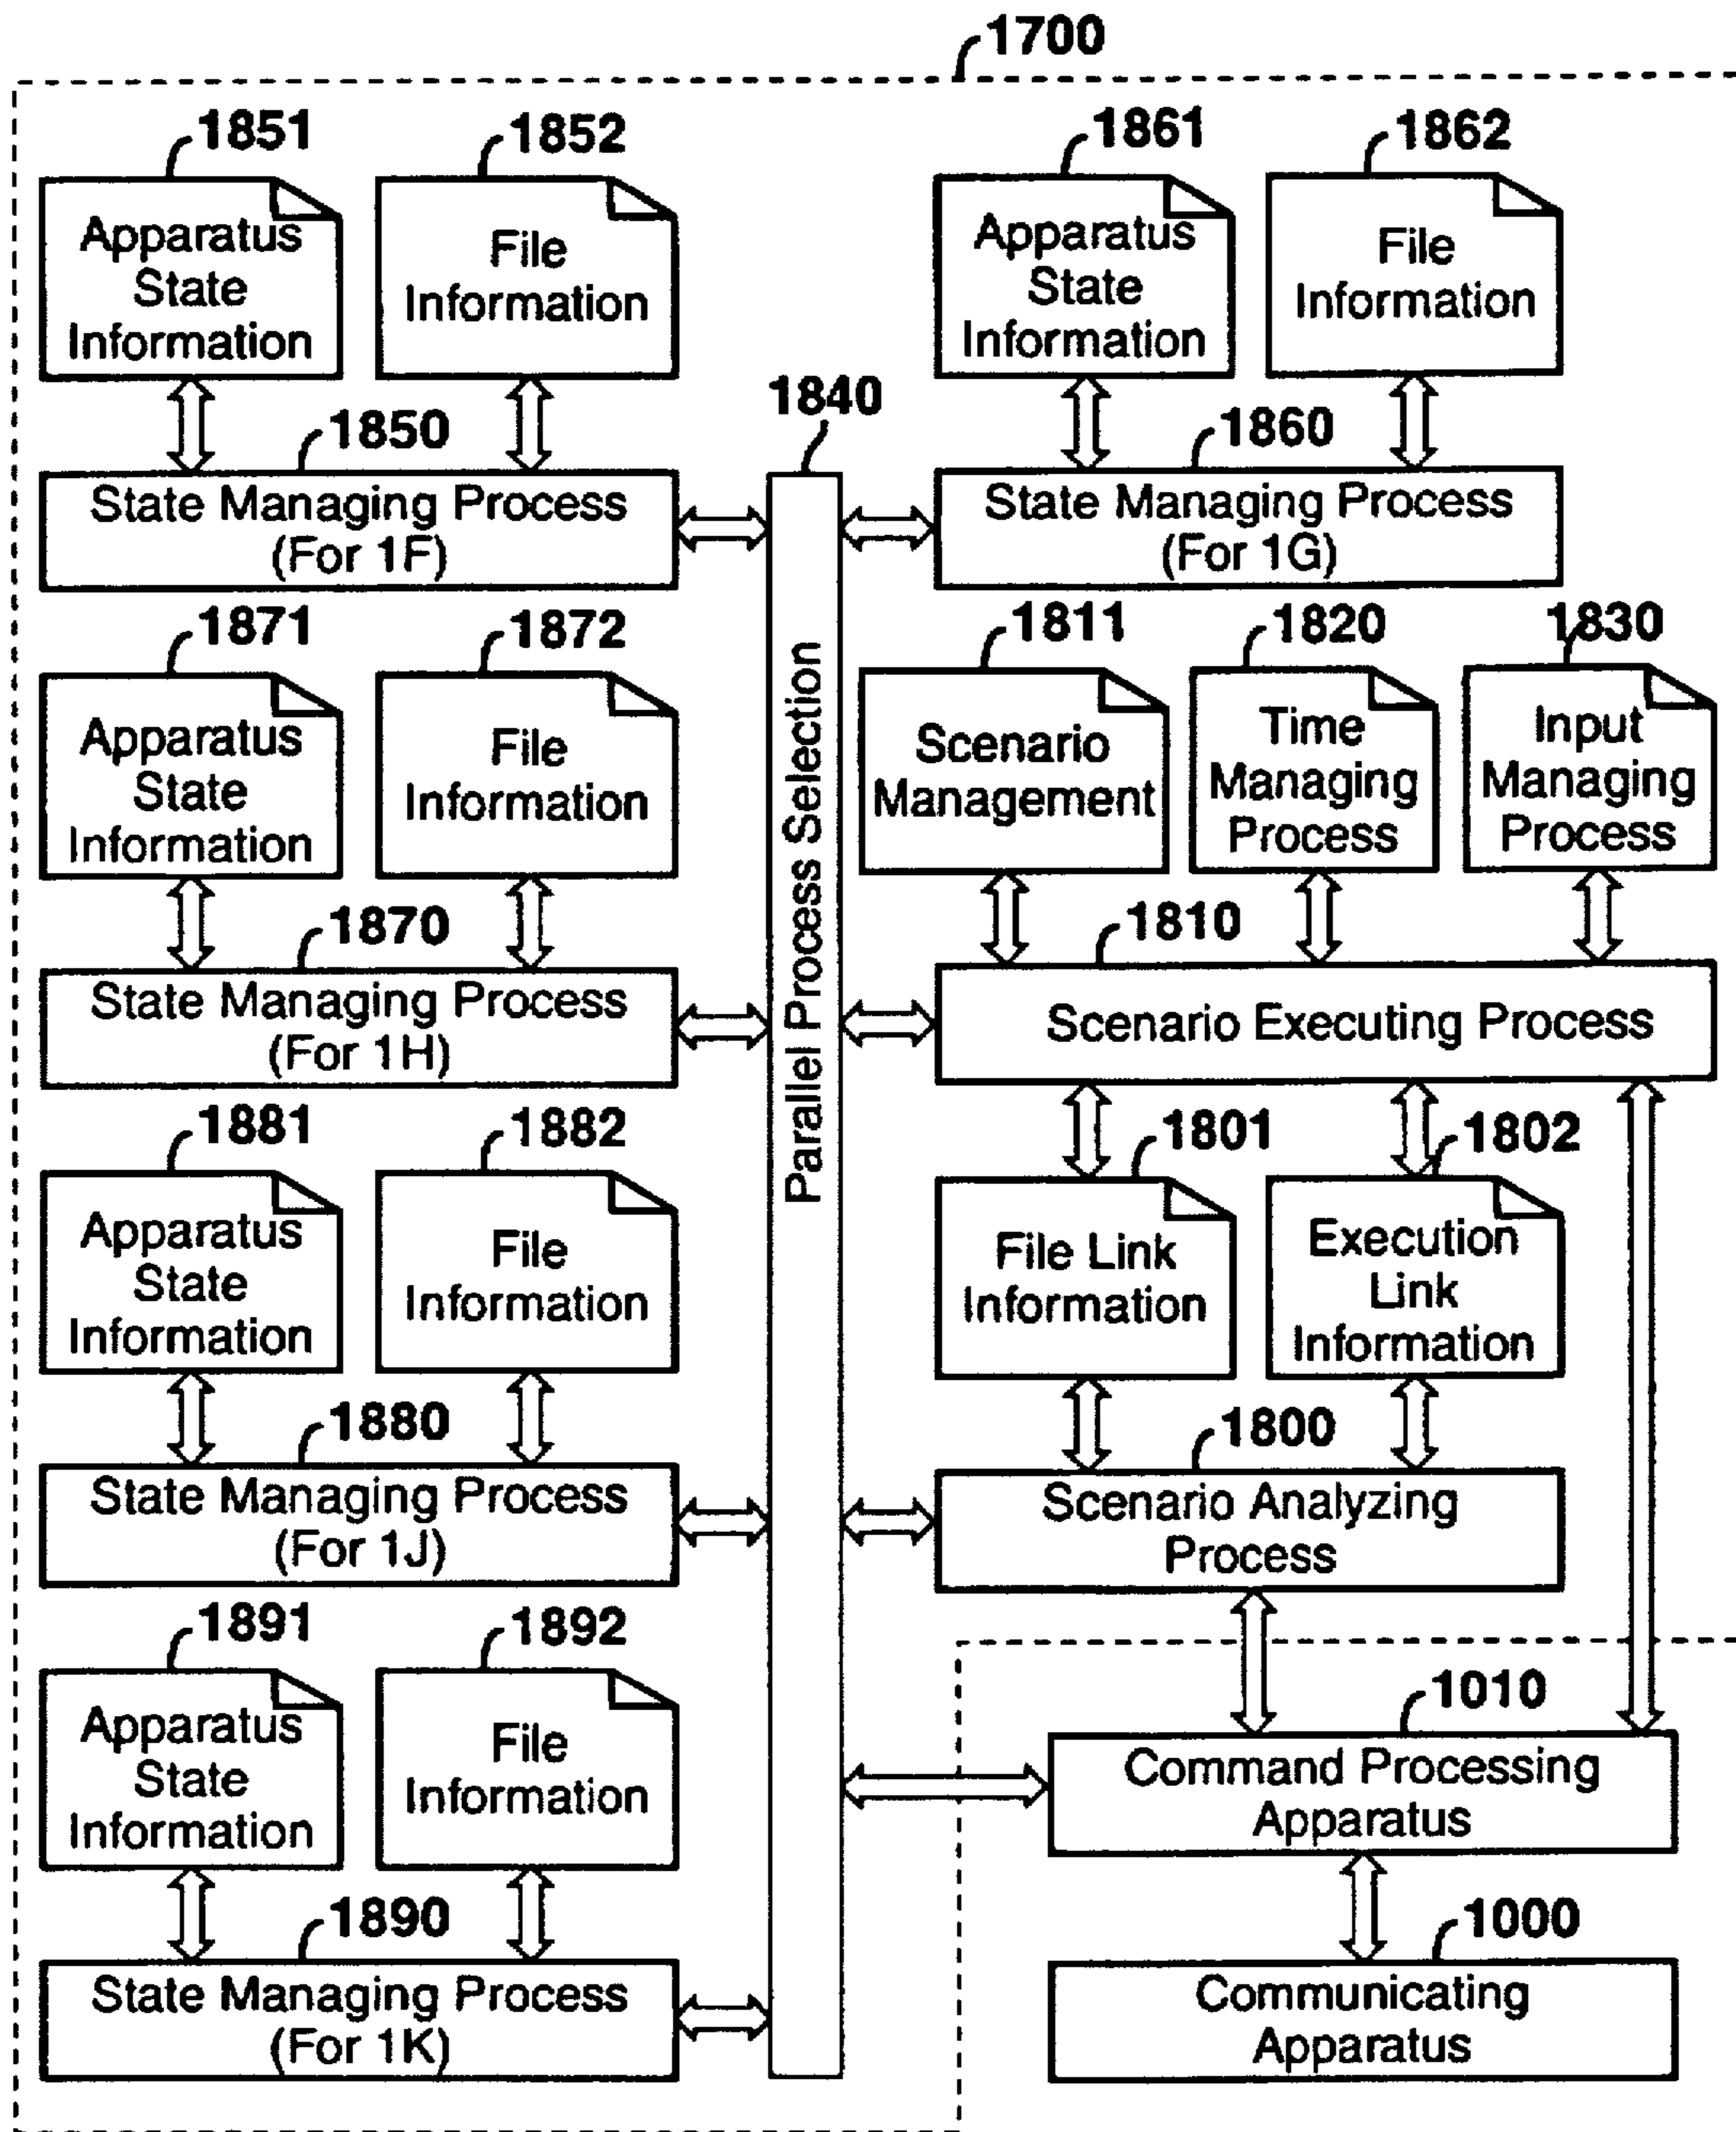 1700
1851
1852
1861
1862
Apparatus
State
Information
File
Information
Apparatus
State
Information
File
Information
1840
1850
1860
State Managing Process
(For 1F)
State Managing Process
(For 1G)
1871
1872
1811
1820
1830
Apparatus
State
Information
File
Information
Parallel Process Selection
Scenario
Management
Time
Managing
Process
Input
Managing
Process
1870
1810
State Managing Process
(For 1H)
Scenario Executing Process
1881
1882
1801
1802
Apparatus
State
Information
File
Information
File Link
Information
Execution
Link
Information
1880
1800
State Managing Process
(For 1J)
Scenario Analyzing
Process
1891
1892
1010
Apparatus
State
Information
File
Information
Command Processing
Apparatus
1890
1000
State Managing Process
(For 1K)
Communicating
Apparatus